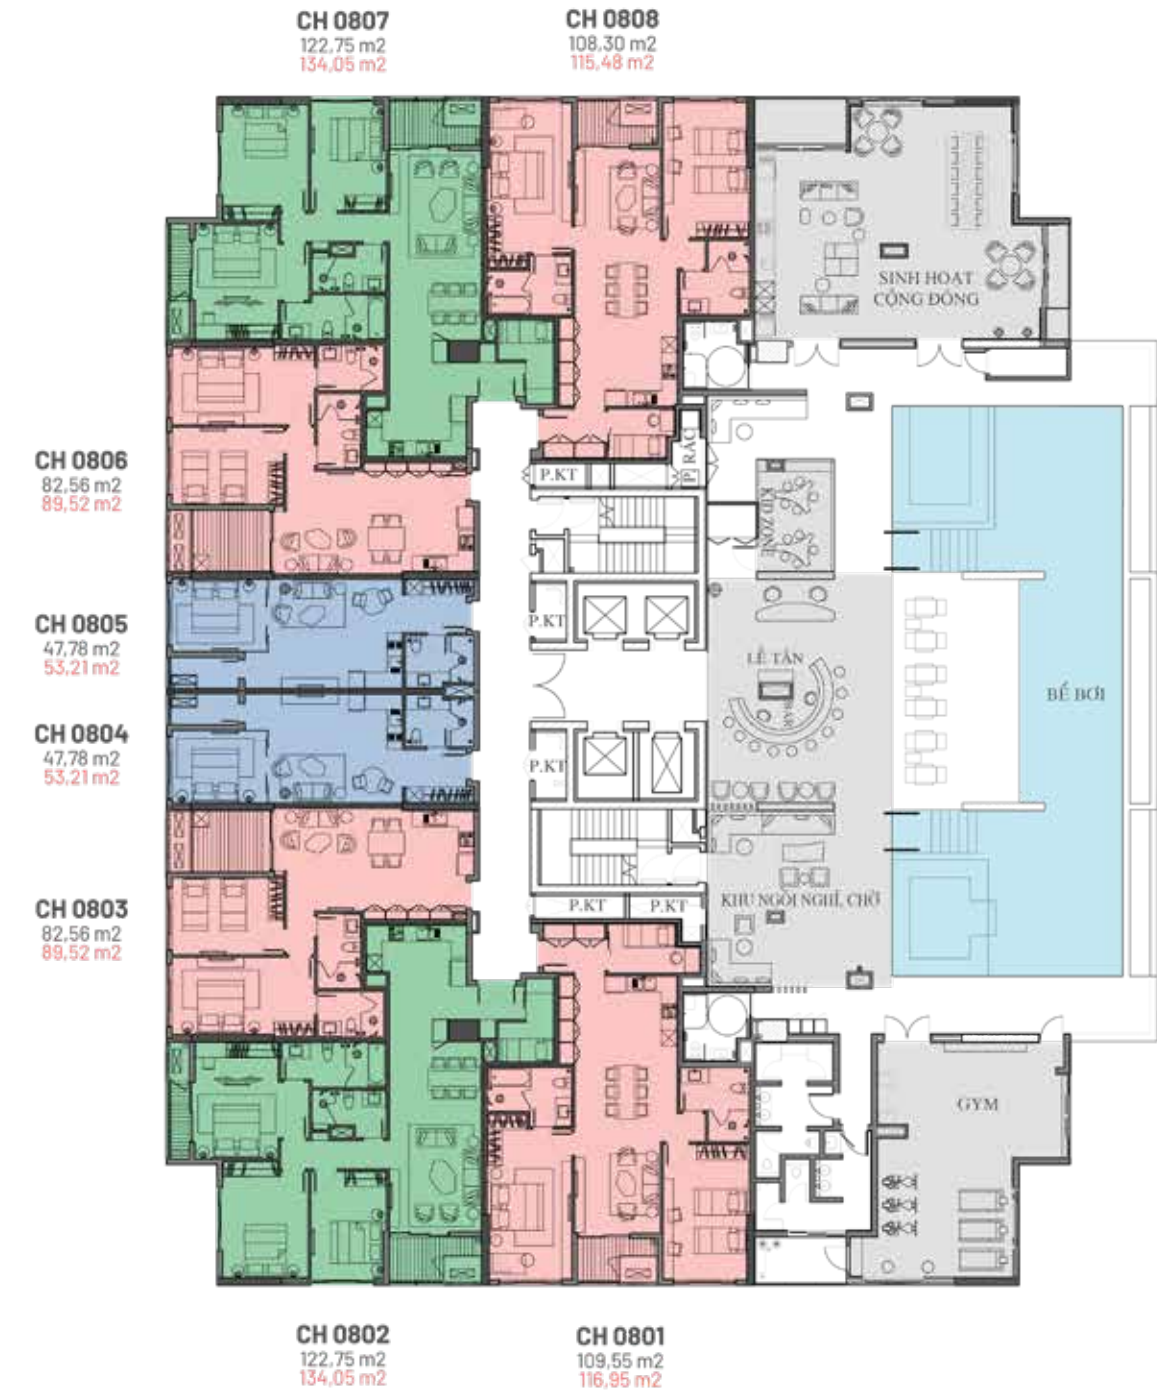 CH 0807
122,75 m2
134,05 m2
CH 0808
108,30 m2
115,48 m2
SINH HOẠT
CỘNG ĐỒNG
CH 0806
82,56 m2
89,52 m2
P.KT
P.RÁC
KID ZONE
CH 0805
47,78 m2
53,21 m2
P.KT
LỄ TÂN
BAR
BỂ BƠI
CH 0804
47,78 m2
53,21 m2
P.KT
CH 0803
82,56 m2
89,52 m2
P.KT
P.KT
KHU NGỒI NGHỈ, CHỜ
GYM
CH 0802
122,75 m2
134,05 m2
CH 0801
109,55 m2
116,95 m2